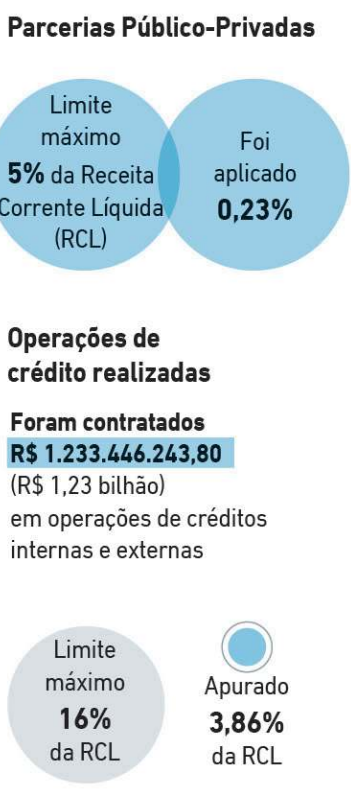 Parcerias Público-Privadas
Limite
máximo
5% da Receita
Corrente Líquida
(RCL)
Foi
aplicado
0,23%
Operações de
crédito realizadas
Foram contratados
R$ 1.233.446.243,80
(R$ 1,23 bilhão)
em operações de créditos
internas e externas
Limite
máximo
16%
da RCL
Apurado
3,86%
da RCL